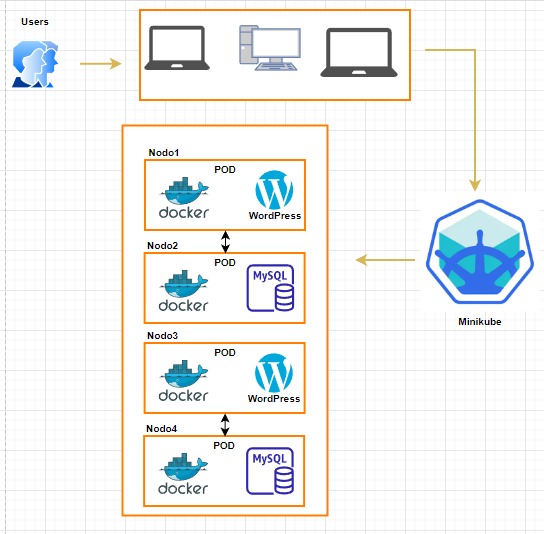 Users
Nodo1
POD
docker
WordPress
Nodo2
POD
docker
MySQL
Nodo3
POD
docker
WordPress
Nodo4
POD
docker
MySQL
Minikube